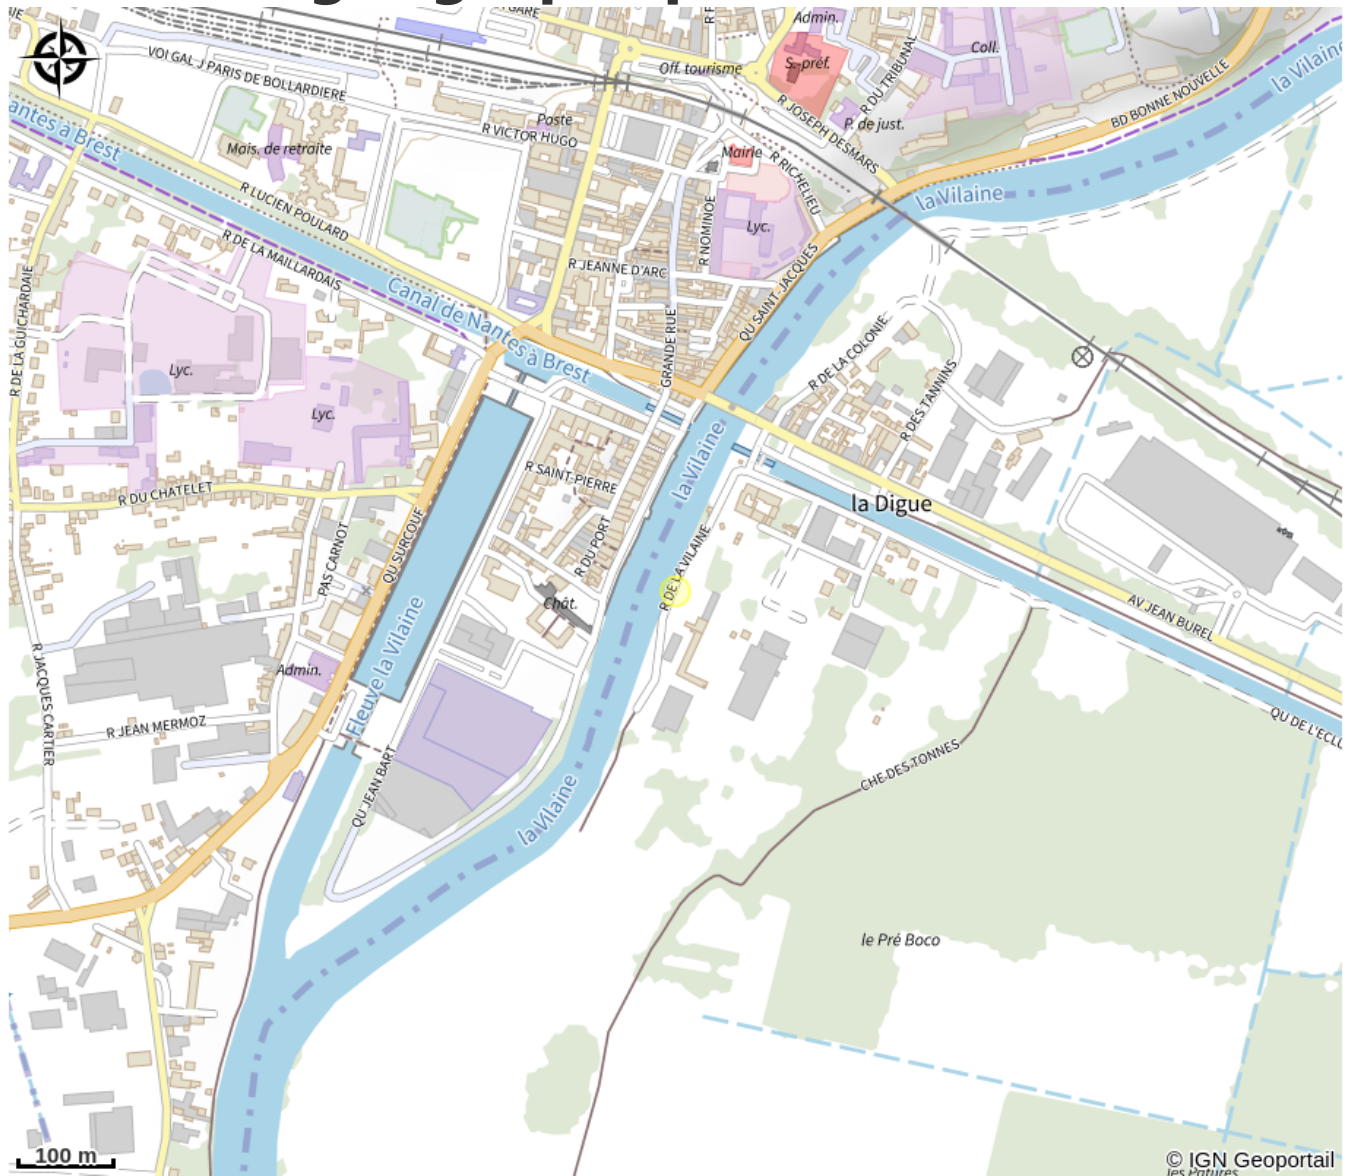 GARE
Admin.
Coll.
la Vilaine
VOI GAL J PARIS DE BOLLARDIERE
Off. tourisme
S.-préf.
R DU TRIBUNAL
R JOSEPH DESMARS
P. de just.
BD BONNE NOUVELLE
antes à Brest
Poste
R VICTOR HUGO
Mais. de retraite
Mairie
R RICHELIEU
R LUCIEN POULARD
R NOMINOE
Lyc.
la Vilaine
R DE LA MAILLARDAIS
R JEANNE D'ARC
QU SAINT-JACQUES
R DE LA GUICHARDAIE
Canal de Nantes à Brest
GRANDE RUE
R DE LA COLONIE
Lyc.
Lyc.
R DES TANNINS
la Vilaine
R SAINT-PIERRE
R DU CHATELET
la Digue
QU SURCOUF
PAS CARNOT
R DU PORT
R DE LA VILAINE
Chât.
AV JEAN BUREL
Fleuve la Vilaine
Admin.
R JACQUES CARTIER
R JEAN MERMOZ
QU DE L'ECLU
CHE DES TONNES
QU JEAN BART
la Vilaine
le Pré Boco
100 m
© IGN Geoportail
les Patures